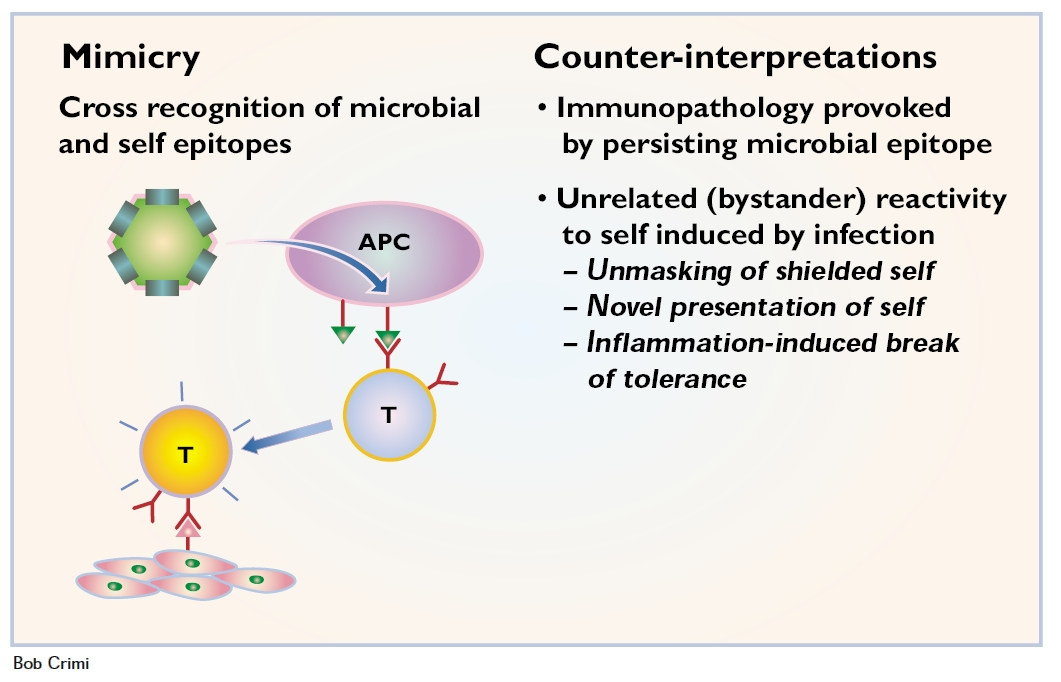 Mimicry
Cross recognition of microbial
and self epitopes
APC
T
T
Counter-interpretations
• Immunopathology provoked
by persisting microbial epitope
• Unrelated (bystander) reactivity
to self induced by infection
– Unmasking of shielded self
– Novel presentation of self
– Inflammation-induced break
of tolerance
Bob Crimi